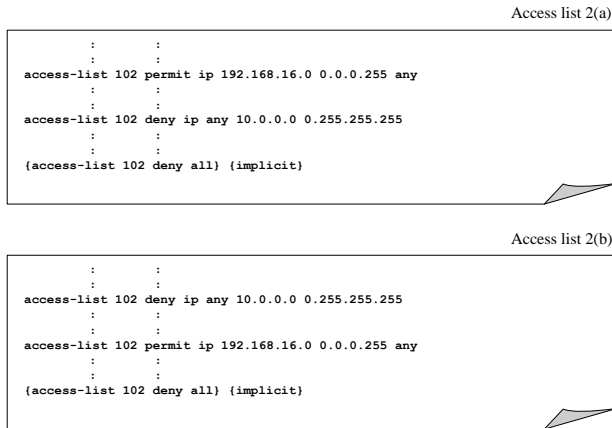 Access list 2(a)
: :
: :
access-list 102 permit ip 192.168.16.0 0.0.0.255 any
: :
: :
access-list 102 deny ip any 10.0.0.0 0.255.255.255
: :
: :
{access-list 102 deny all} {implicit}
Access list 2(b)
: :
: :
access-list 102 deny ip any 10.0.0.0 0.255.255.255
: :
: :
access-list 102 permit ip 192.168.16.0 0.0.0.255 any
: :
: :
{access-list 102 deny all} {implicit}